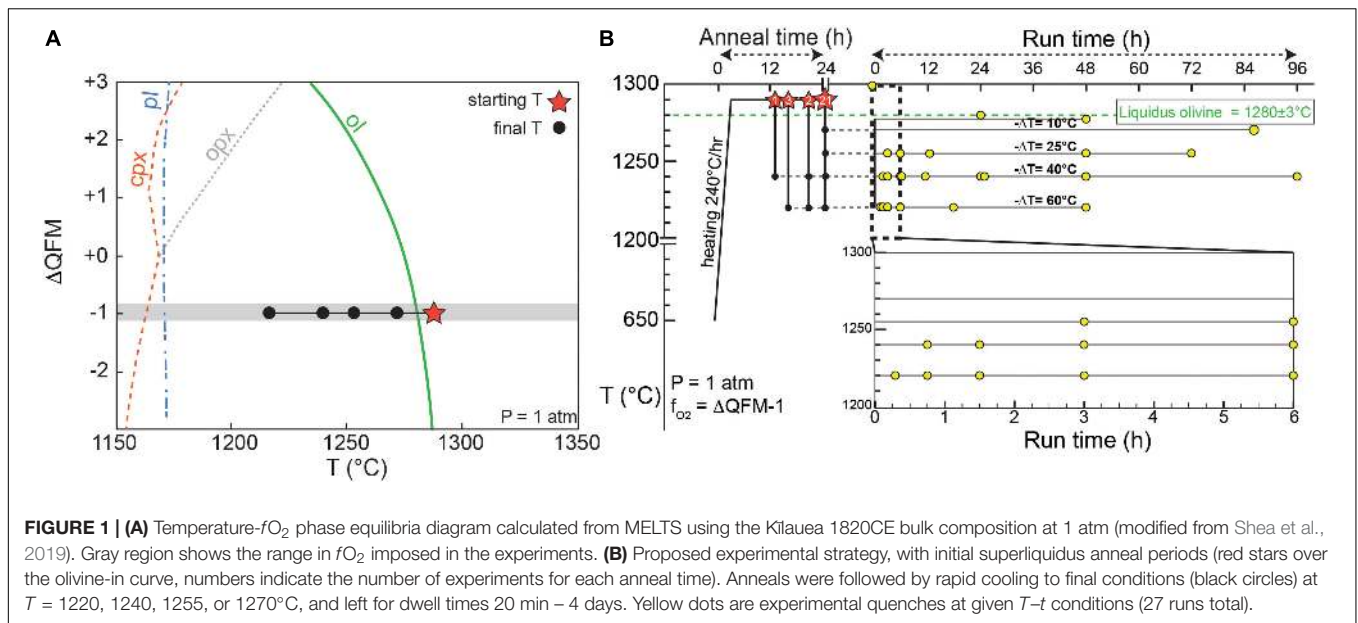 A
+3
+2
+1
+0
-1
-2
ΔQFM
cpx
pl
opx
ol
starting T
final T
P = 1 atm
1150 1200 1250 1300 1350
T (°C)
B
Anneal time (h)
0 12 24
Run time (h)
0 12 24 36 48 60 72 84 96
1300
1250
1200
650
T (°C)
heating 240°C/hr
Liquidus olivine = 1280±3°C
-ΔT= 10°C
-ΔT= 25°C
-ΔT= 40°C
-ΔT= 60°C
P = 1 atm
fO2 = ΔQFM-1
1300
1250
1200
0 1 2 3 4 5 6
Run time (h)
FIGURE 1 | (A) Temperature-fO2 phase equilibria diagram calculated from MELTS using the Kīlauea 1820CE bulk composition at 1 atm (modified from Shea et al.,
2019). Gray region shows the range in fO2 imposed in the experiments. (B) Proposed experimental strategy, with initial superliquidus anneal periods (red stars over
the olivine-in curve, numbers indicate the number of experiments for each anneal time). Anneals were followed by rapid cooling to final conditions (black circles) at
T = 1220, 1240, 1255, or 1270°C, and left for dwell times 20 min – 4 days. Yellow dots are experimental quenches at given T–t conditions (27 runs total).